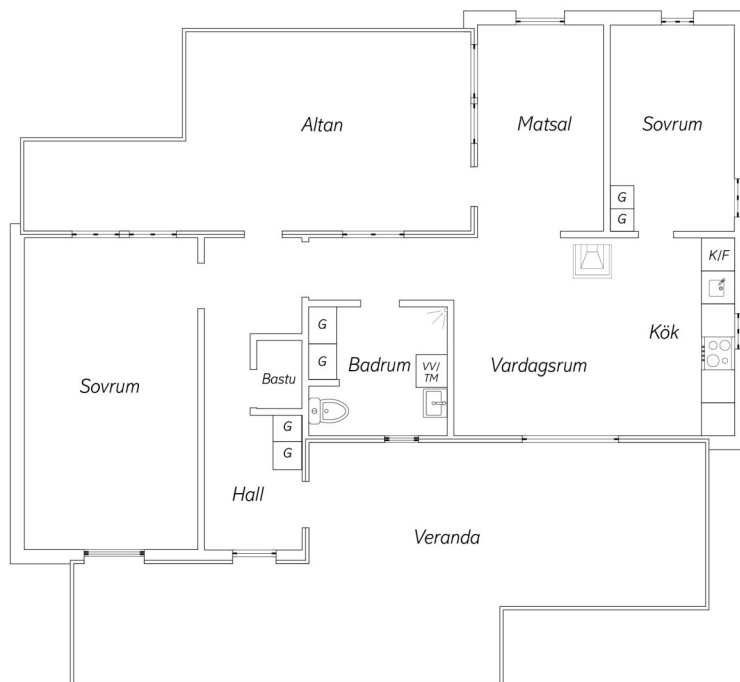 Altan
Matsal
Sovrum
G
G
K/F
G
G
Bastu
Badrum
VV/
TM
Vardagsrum
Kök
Sovrum
G
G
Hall
Veranda